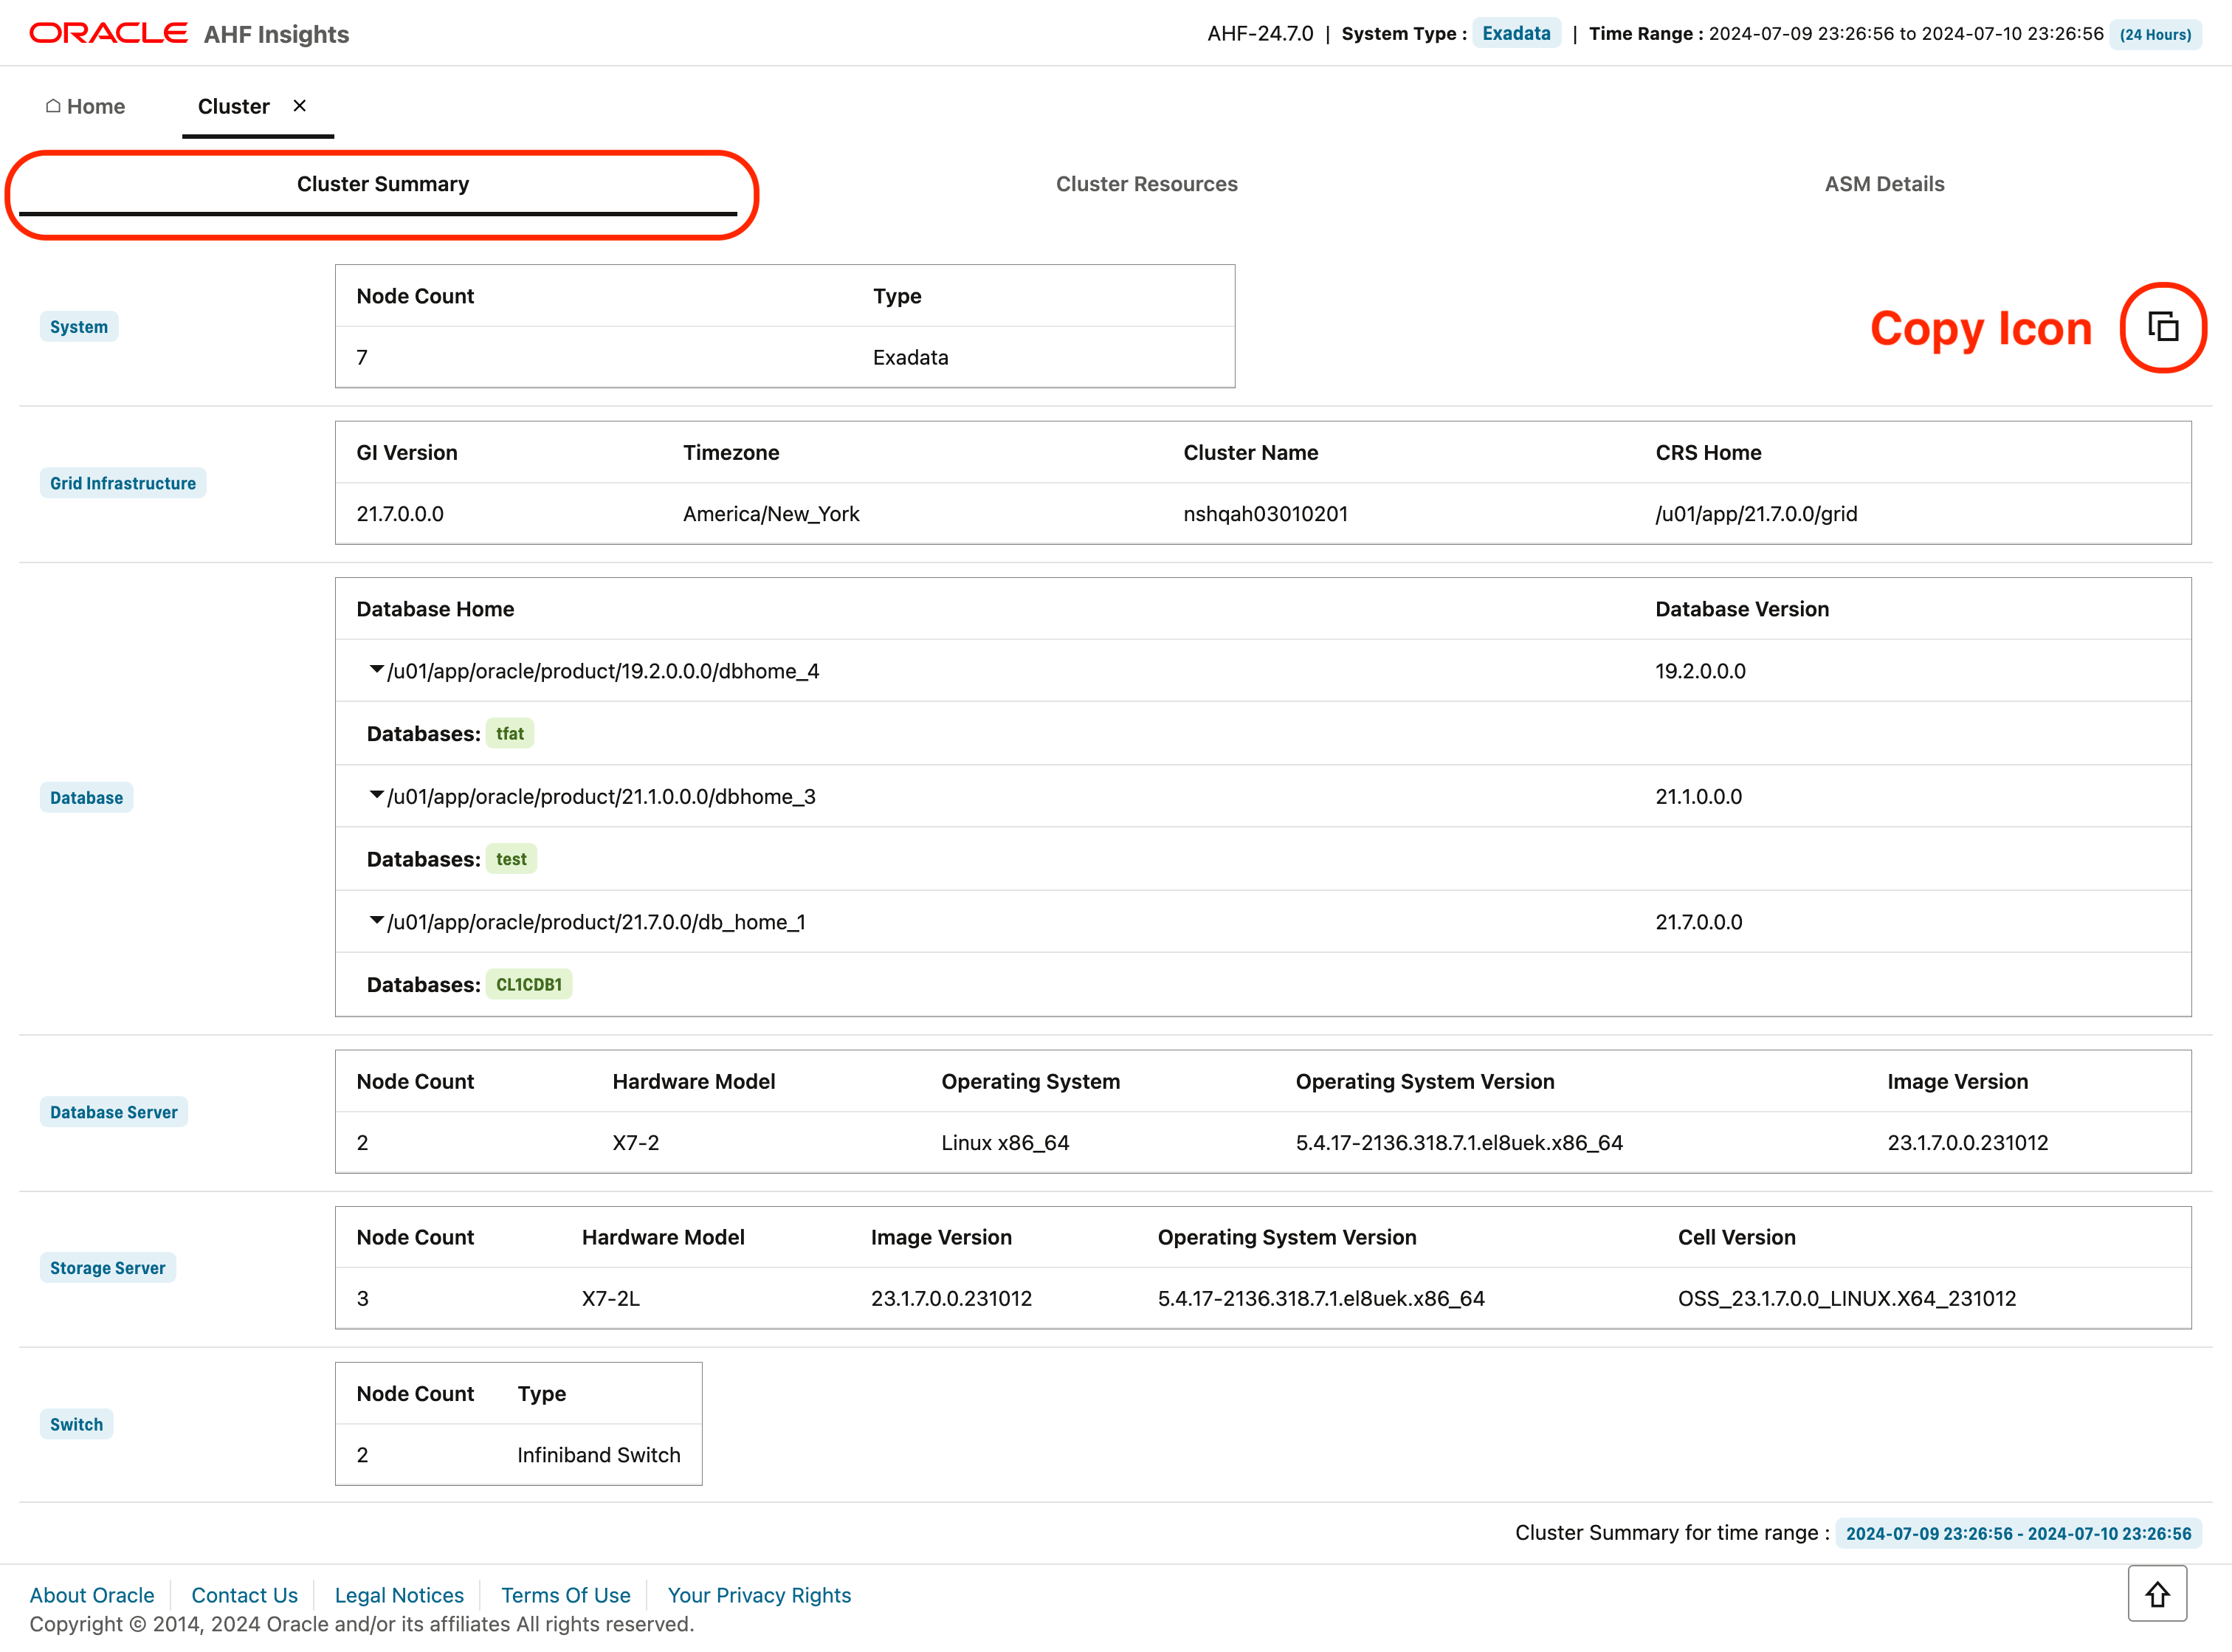 ORACLE AHF Insights
AHF-24.7.0 | System Type : Exadata | Time Range : 2024-07-09 23:26:56 to 2024-07-10 23:26:56 (24 Hours)
Home Cluster ×
Cluster Summary Cluster Resources ASM Details
System
Node Count Type
7 Exadata
Copy Icon
Grid Infrastructure
GI Version Timezone Cluster Name CRS Home
21.7.0.0.0 America/New_York nshqah03010201 /u01/app/21.7.0.0/grid
Database
Database Home Database Version
/u01/app/oracle/product/19.2.0.0.0/dbhome_4 19.2.0.0.0
Databases: tfat
/u01/app/oracle/product/21.1.0.0.0/dbhome_3 21.1.0.0.0
Databases: test
/u01/app/oracle/product/21.7.0.0/db_home_1 21.7.0.0.0
Databases: CL1CDB1
Database Server
Node Count Hardware Model Operating System Operating System Version Image Version
2 X7-2 Linux x86_64 5.4.17-2136.318.7.1.el8uek.x86_64 23.1.7.0.0.231012
Storage Server
Node Count Hardware Model Image Version Operating System Version Cell Version
3 X7-2L 23.1.7.0.0.231012 5.4.17-2136.318.7.1.el8uek.x86_64 OSS_23.1.7.0.0_LINUX.X64_231012
Switch
Node Count Type
2 Infiniband Switch
Cluster Summary for time range : 2024-07-09 23:26:56 - 2024-07-10 23:26:56
About Oracle Contact Us Legal Notices Terms Of Use Your Privacy Rights
Copyright © 2014, 2024 Oracle and/or its affiliates All rights reserved.